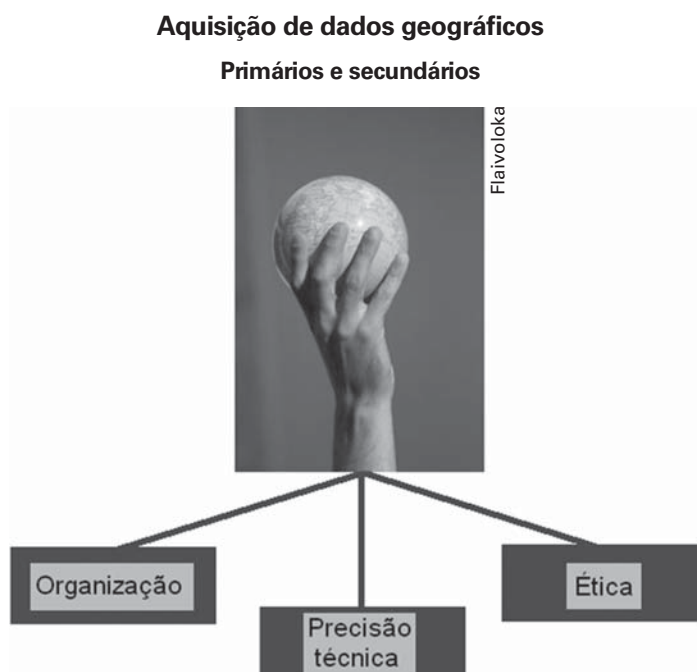 Aquisição de dados geográficos
Primários e secundários
Flaivoloka
Organização
Precisão
técnica
Ética